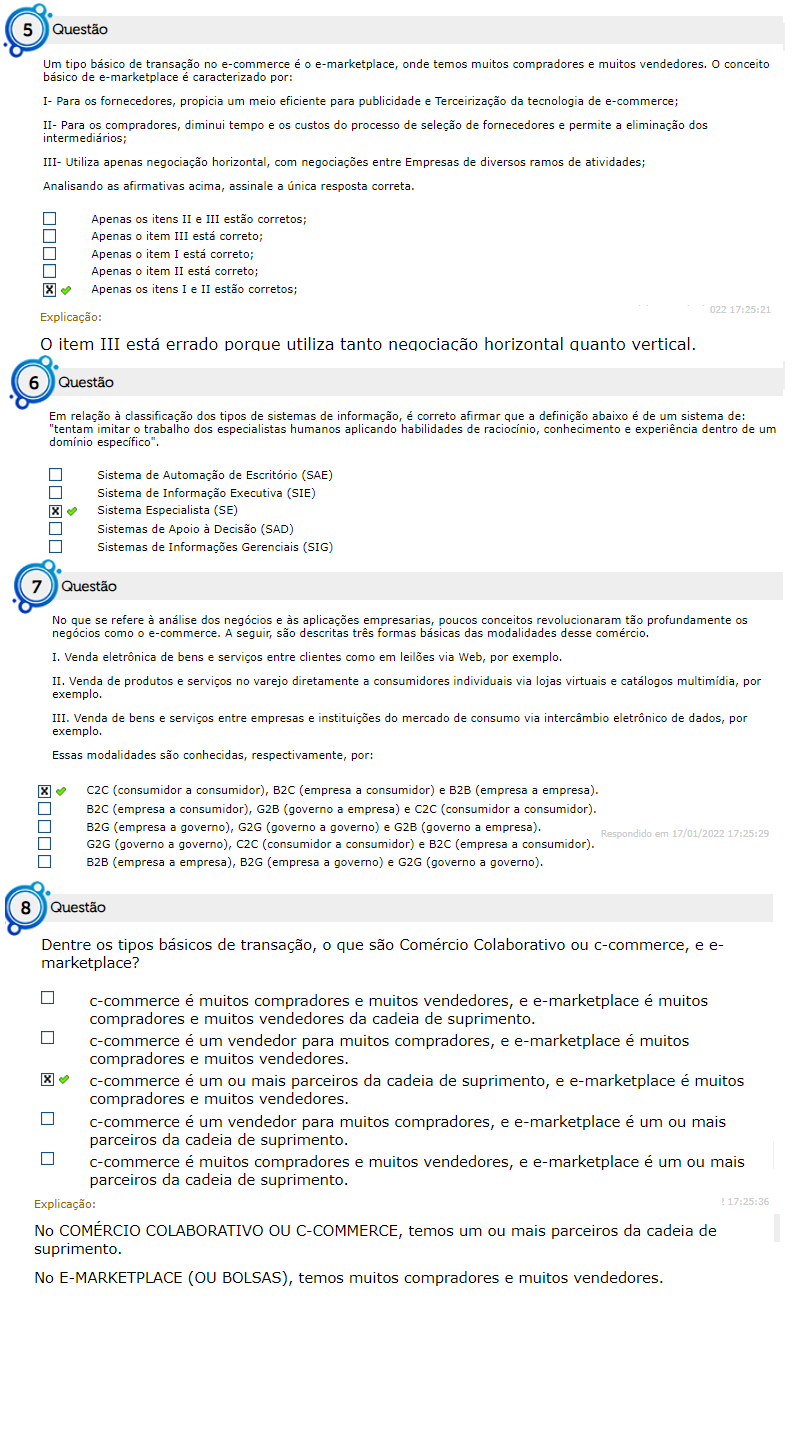 5 Questão
Um tipo básico de transação no e-commerce é o e-marketplace, onde temos muitos compradores e muitos vendedores. O conceito
básico de e-marketplace é caracterizado por:
I- Para os fornecedores, propicia um meio eficiente para publicidade e Terceirização da tecnologia de e-commerce;
II- Para os compradores, diminui tempo e os custos do processo de seleção de fornecedores e permite a eliminação dos
intermediários;
III- Utiliza apenas negociação horizontal, com negociações entre Empresas de diversos ramos de atividades;
Analisando as afirmativas acima, assinale a única resposta correta.
Apenas os itens II e III estão corretos;
Apenas o item III está correto;
Apenas o item I está correto;
Apenas o item II está correto;
X Apenas os itens I e II estão corretos;
022 17:25:21
Explicação:
O item III está errado porque utiliza tanto negociação horizontal quanto vertical.
6 Questão
Em relação à classificação dos tipos de sistemas de informação, é correto afirmar que a definição abaixo é de um sistema de:
"tentam imitar o trabalho dos especialistas humanos aplicando habilidades de raciocínio, conhecimento e experiência dentro de um
domínio específico".
Sistema de Automação de Escritório (SAE)
Sistema de Informação Executiva (SIE)
X Sistema Especialista (SE)
Sistemas de Apoio à Decisão (SAD)
Sistemas de Informações Gerenciais (SIG)
7 Questão
No que se refere à análise dos negócios e às aplicações empresarias, poucos conceitos revolucionaram tão profundamente os
negócios como o e-commerce. A seguir, são descritas três formas básicas das modalidades desse comércio.
I. Venda eletrônica de bens e serviços entre clientes como em leilões via Web, por exemplo.
II. Venda de produtos e serviços no varejo diretamente a consumidores individuais via lojas virtuais e catálogos multimídia, por
exemplo.
III. Venda de bens e serviços entre empresas e instituições do mercado de consumo via intercâmbio eletrônico de dados, por
exemplo.
Essas modalidades são conhecidas, respectivamente, por:
X C2C (consumidor a consumidor), B2C (empresa a consumidor) e B2B (empresa a empresa).
B2C (empresa a consumidor), G2B (governo a empresa) e C2C (consumidor a consumidor).
B2G (empresa a governo), G2G (governo a governo) e G2B (governo a empresa).
Respondido em 17/01/2022 17:25:29
G2G (governo a governo), C2C (consumidor a consumidor) e B2C (empresa a consumidor).
B2B (empresa a empresa), B2G (empresa a governo) e G2G (governo a governo).
8 Questão
Dentre os tipos básicos de transação, o que são Comércio Colaborativo ou c-commerce, e e-
marketplace?
c-commerce é muitos compradores e muitos vendedores, e e-marketplace é muitos
compradores e muitos vendedores da cadeia de suprimento.
c-commerce é um vendedor para muitos compradores, e e-marketplace é muitos
compradores e muitos vendedores.
X c-commerce é um ou mais parceiros da cadeia de suprimento, e e-marketplace é muitos
compradores e muitos vendedores.
c-commerce é um vendedor para muitos compradores, e e-marketplace é um ou mais
parceiros da cadeia de suprimento.
c-commerce é muitos compradores e muitos vendedores, e e-marketplace é um ou mais
parceiros da cadeia de suprimento.
17:25:36
Explicação:
No COMÉRCIO COLABORATIVO OU C-COMMERCE, temos um ou mais parceiros da cadeia de
suprimento.
No E-MARKETPLACE (OU BOLSAS), temos muitos compradores e muitos vendedores.